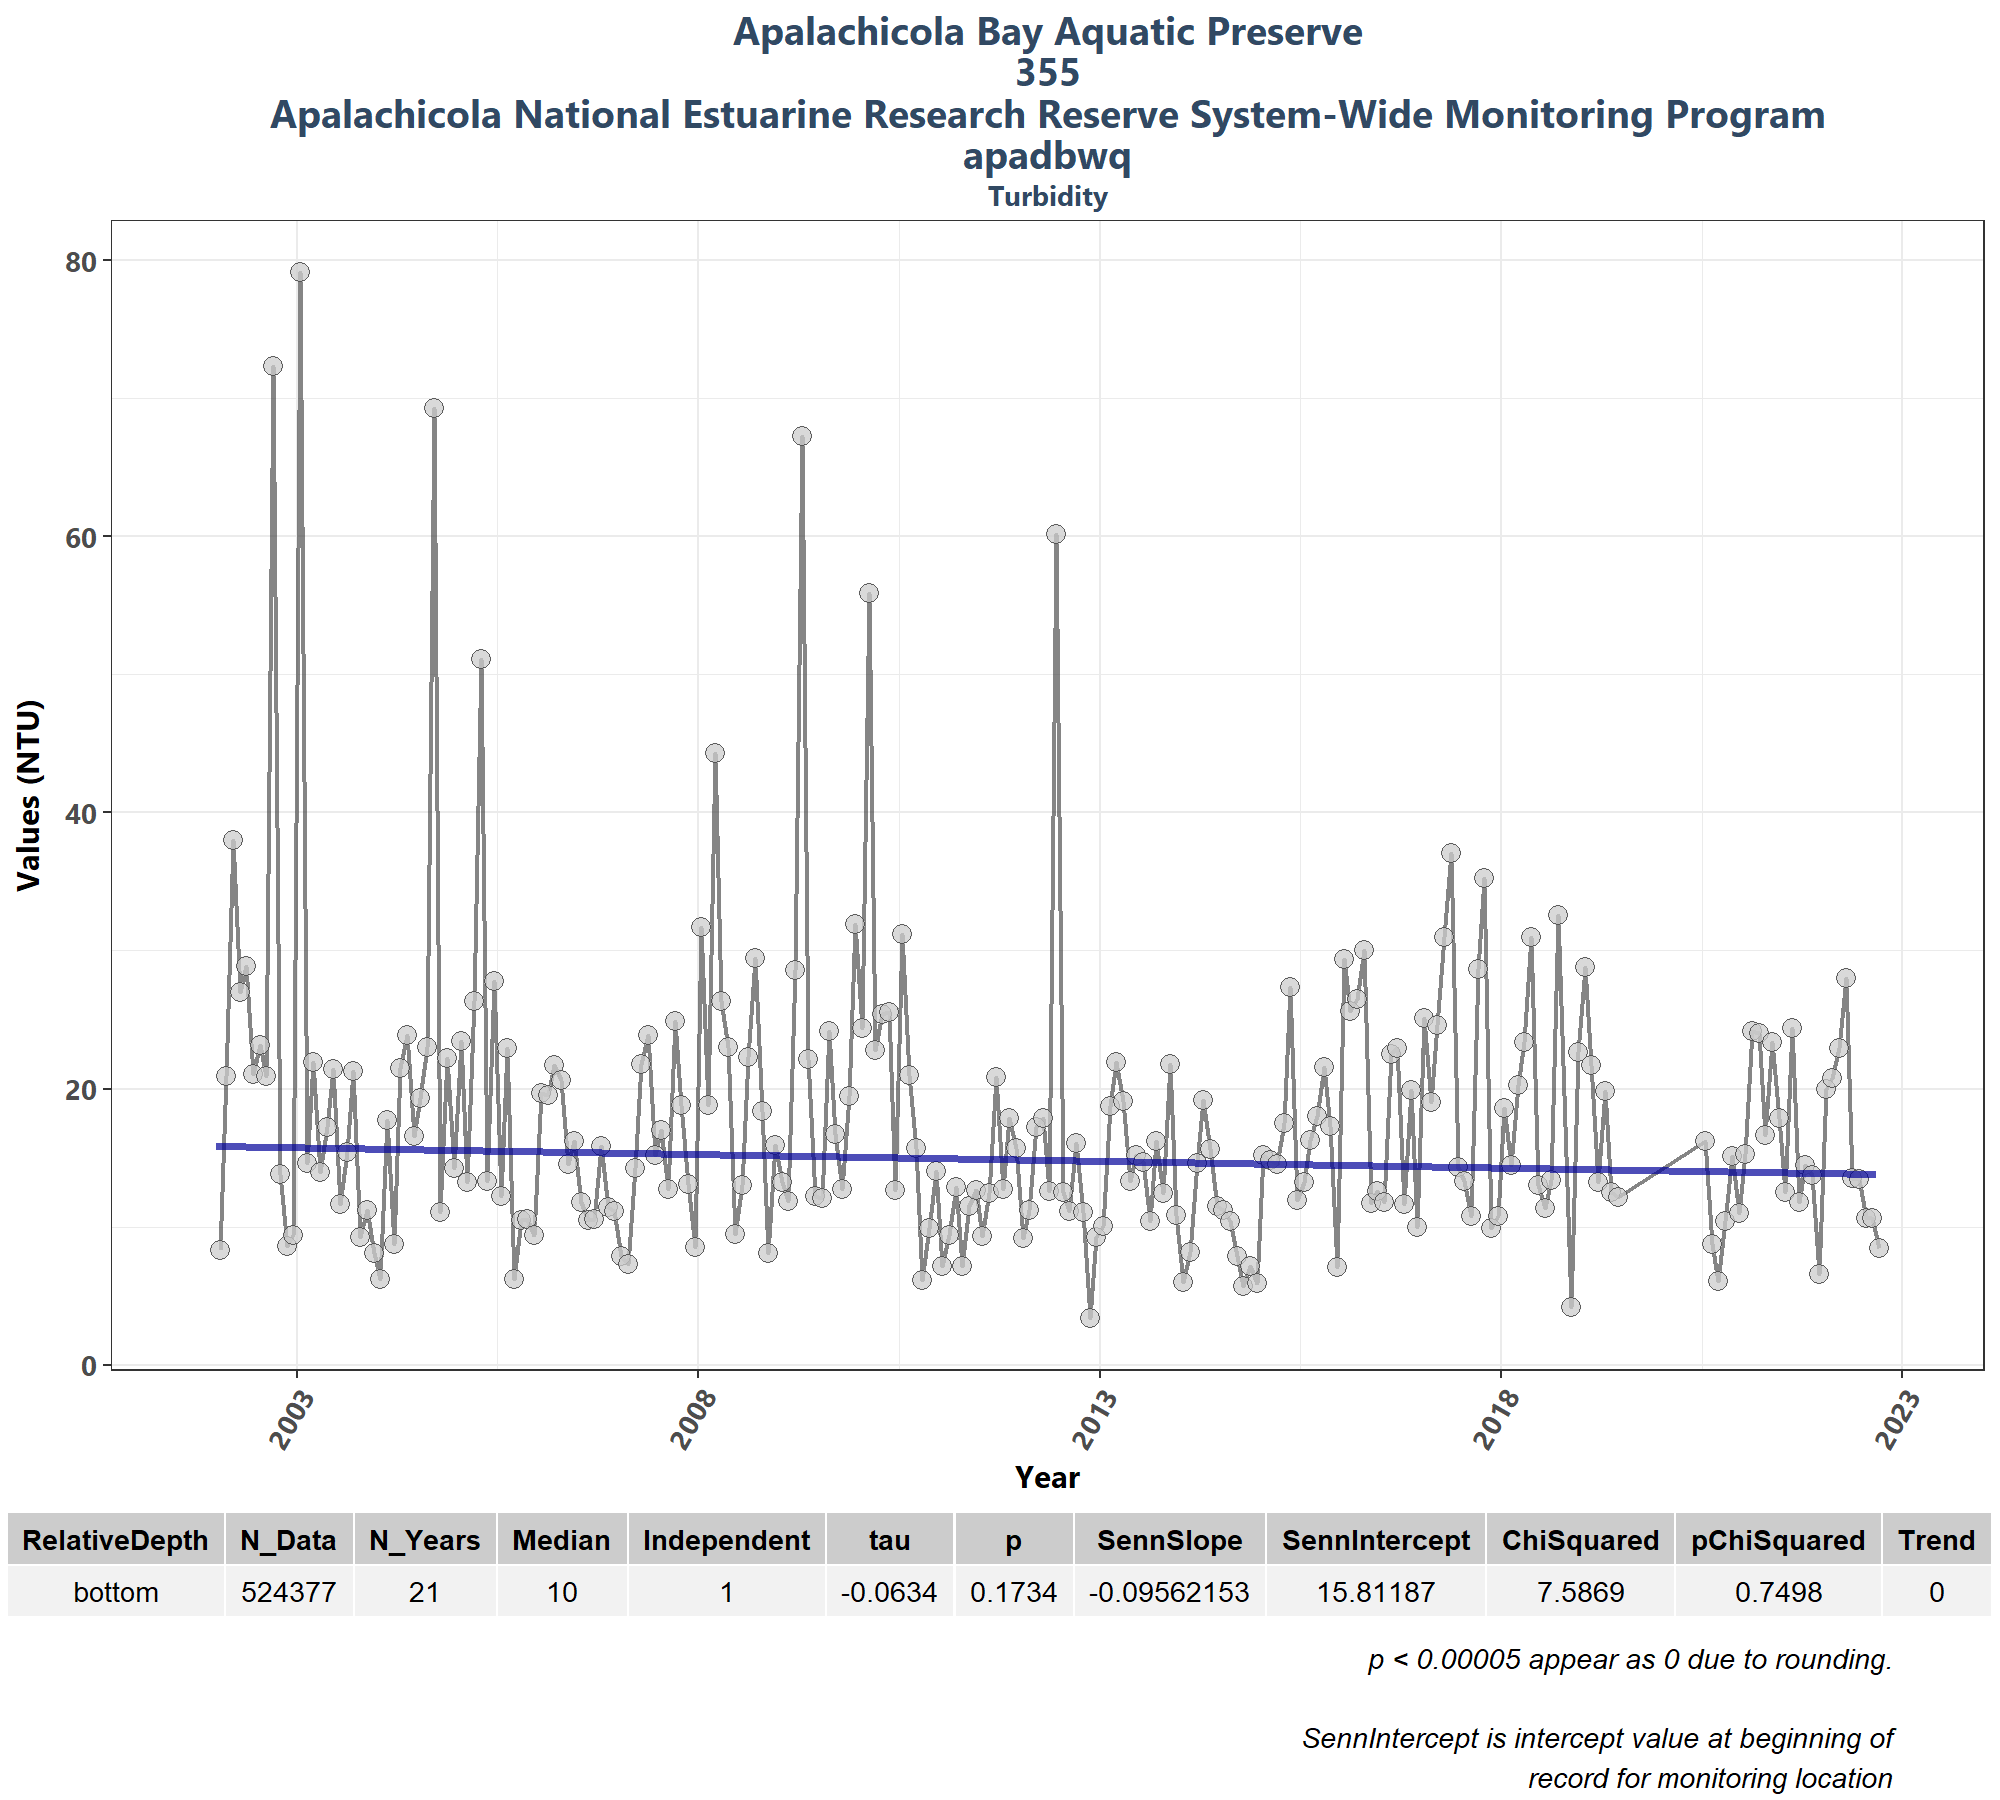 Apalachicola Bay Aquatic Preserve
355
Apalachicola National Estuarine Research Reserve System-Wide Monitoring Program
apadbwq
Turbidity
80
60
40
20
0
Values (NTU)
2003 2008 2013 2018 2023
Year
RelativeDepth N_Data N_Years Median Independent tau p SennSlope SennIntercept ChiSquared pChiSquared Trend
bottom 524377 21 10 1 -0.0634 0.1734 -0.09562153 15.81187 7.5869 0.7498 0
p < 0.00005 appear as 0 due to rounding.
SennIntercept is intercept value at beginning of
record for monitoring location